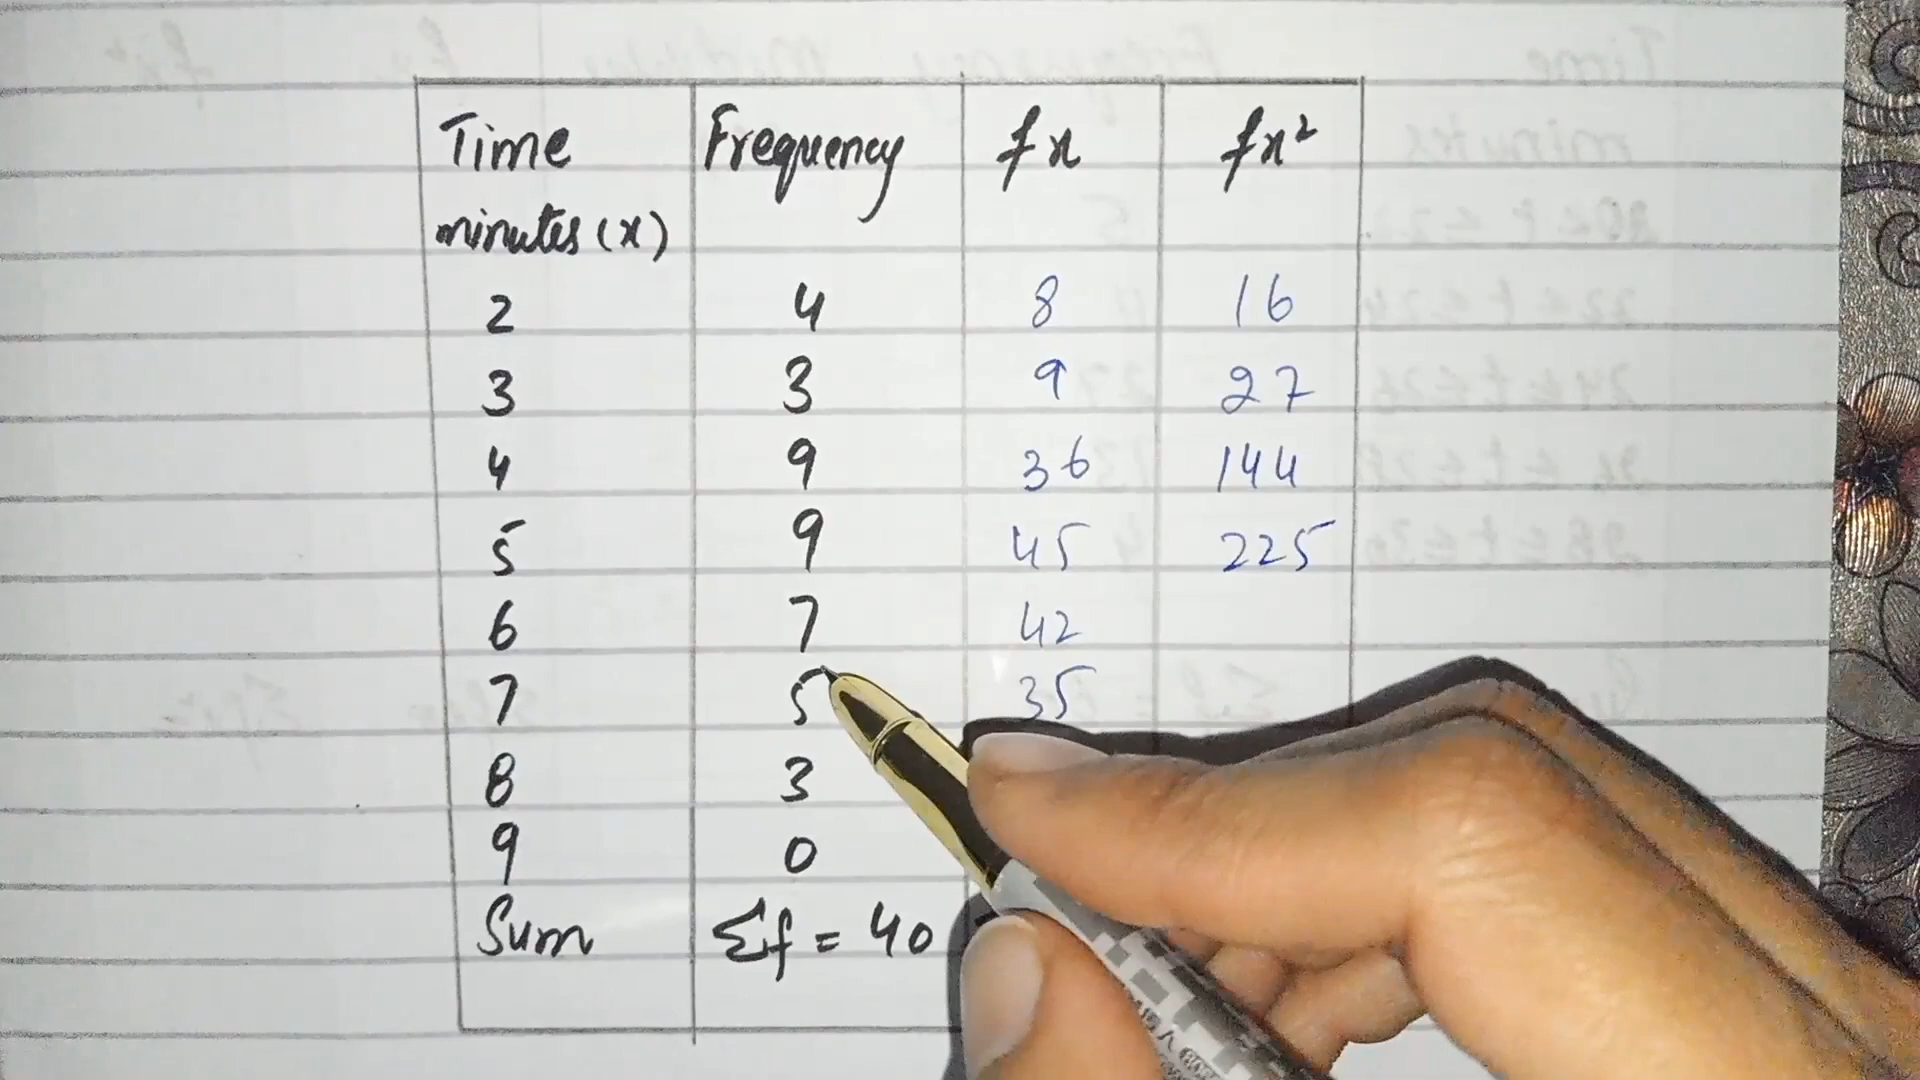 Time Frequency fx fx²
minutes (x)
2 4 8 16
3 3 9 27
4 9 36 144
5 9 45 225
6 7 42
7 5 35
8 3
9 0
Sum Σf = 40